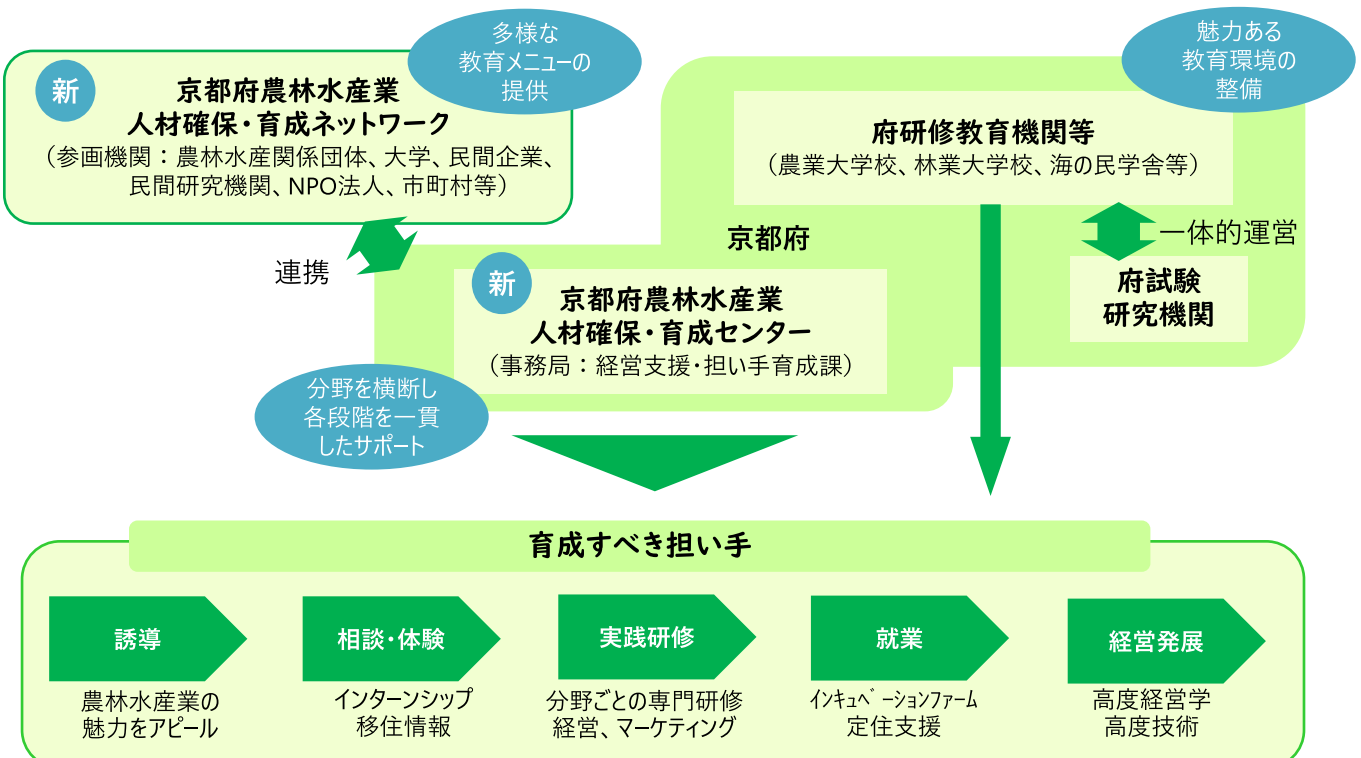 多様な
教育メニューの
提供
新
京都府農林水産業
人材確保・育成ネットワーク
（参画機関：農林水産関係団体、大学、民間企業、
民間研究機関、NPO法人、市町村等）
魅力ある
教育環境の
整備
府研修教育機関等
（農業大学校、林業大学校、海の民学舎等）
京都府
一体的運営
府試験
研究機関
連携
新
京都府農林水産業
人材確保・育成センター
（事務局：経営支援・担い手育成課）
分野を横断し
各段階を一貫
したサポート
育成すべき担い手
誘導
農林水産業の
魅力をアピール
相談・体験
インターンシップ
移住情報
実践研修
分野ごとの専門研修
経営、マーケティング
就業
ｲﾝｷｭﾍﾞｰｼｮﾝﾌｧｰﾑ
定住支援
経営発展
高度経営学
高度技術